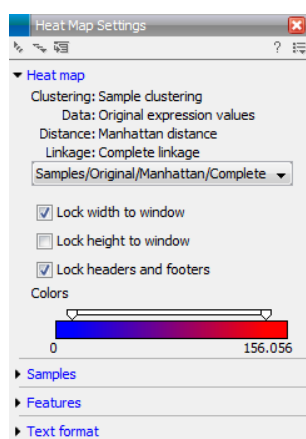 Heat Map Settings
?
Heat map
Clustering: Sample clustering
Data: Original expression values
Distance: Manhattan distance
Linkage: Complete linkage
Samples/Original/Manhattan/Complete
Lock width to window
Lock height to window
Lock headers and footers
Colors
0 156.056
Samples
Features
Text format